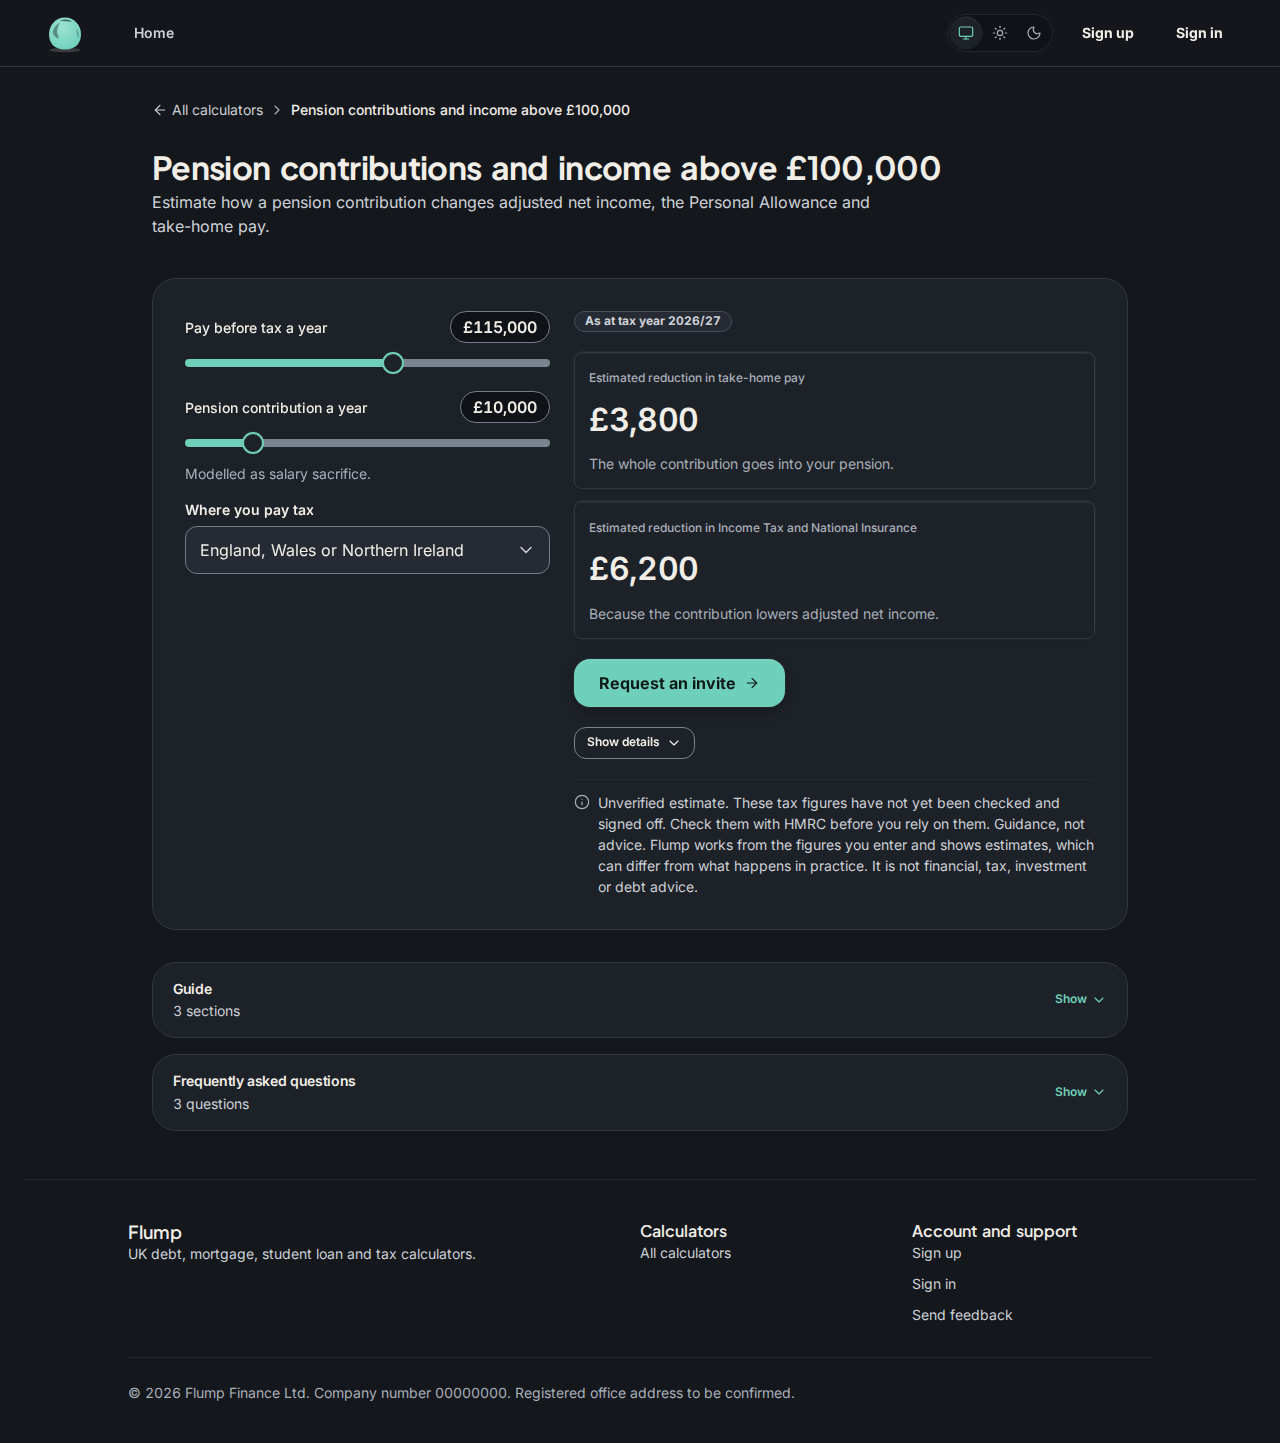 Home
Sign up
Sign in
All calculators
Pension contributions and income above £100,000
Pension contributions and income above £100,000
Estimate how a pension contribution changes adjusted net income, the Personal Allowance and
take-home pay.
Pay before tax a year
£115,000
Pension contribution a year
£10,000
Modelled as salary sacrifice.
Where you pay tax
England, Wales or Northern Ireland
As at tax year 2026/27
Estimated reduction in take-home pay
£3,800
The whole contribution goes into your pension.
Estimated reduction in Income Tax and National Insurance
£6,200
Because the contribution lowers adjusted net income.
Request an invite
Show details
Unverified estimate. These tax figures have not yet been checked and
signed off. Check them with HMRC before you rely on them. Guidance, not
advice. Flump works from the figures you enter and shows estimates, which
can differ from what happens in practice. It is not financial, tax, investment
or debt advice.
Guide
3 sections
Show
Frequently asked questions
3 questions
Show
Flump
UK debt, mortgage, student loan and tax calculators.
Calculators
All calculators
Account and support
Sign up
Sign in
Send feedback
© 2026 Flump Finance Ltd. Company number 00000000. Registered office address to be confirmed.